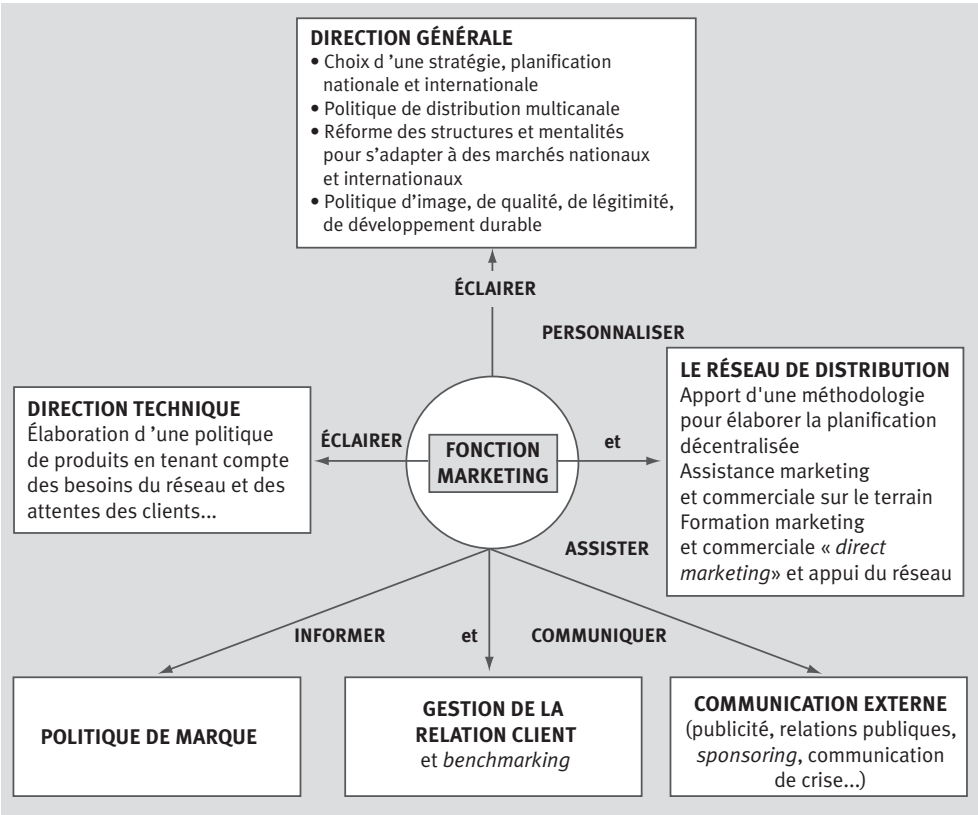 DIRECTION GÉNÉRALE
• Choix d ’une stratégie, planification
nationale et internationale
• Politique de distribution multicanale
• Réforme des structures et mentalités
pour s’adapter à des marchés nationaux
et internationaux
• Politique d’image, de qualité, de légitimité,
de développement durable
ÉCLAIRER
PERSONNALISER
DIRECTION TECHNIQUE
Élaboration d ’une politique
de produits en tenant compte
des besoins du réseau et des
attentes des clients...
ÉCLAIRER
FONCTION
MARKETING
et
LE RÉSEAU DE DISTRIBUTION
Apport d'une méthodologie
pour élaborer la planification
décentralisée
Assistance marketing
et commerciale sur le terrain
Formation marketing
et commerciale « direct
marketing» et appui du réseau
ASSISTER
INFORMER
et
COMMUNIQUER
POLITIQUE DE MARQUE
GESTION DE LA
RELATION CLIENT
et benchmarking
COMMUNICATION EXTERNE
(publicité, relations publiques,
sponsoring, communication
de crise...)